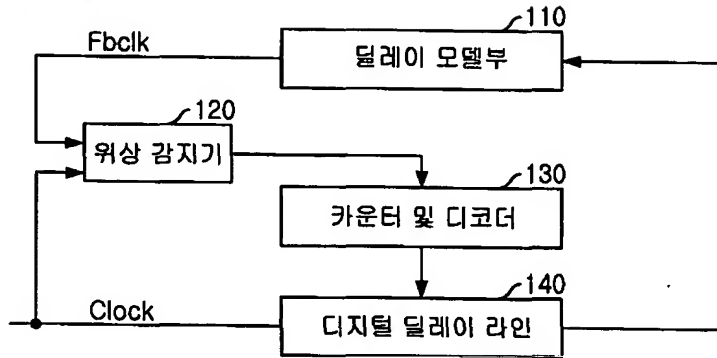 110
Fbclk
딜레이 모델부
120
위상 감지기
130
카운터 및 디코더
140
Clock
디지털 딜레이 라인